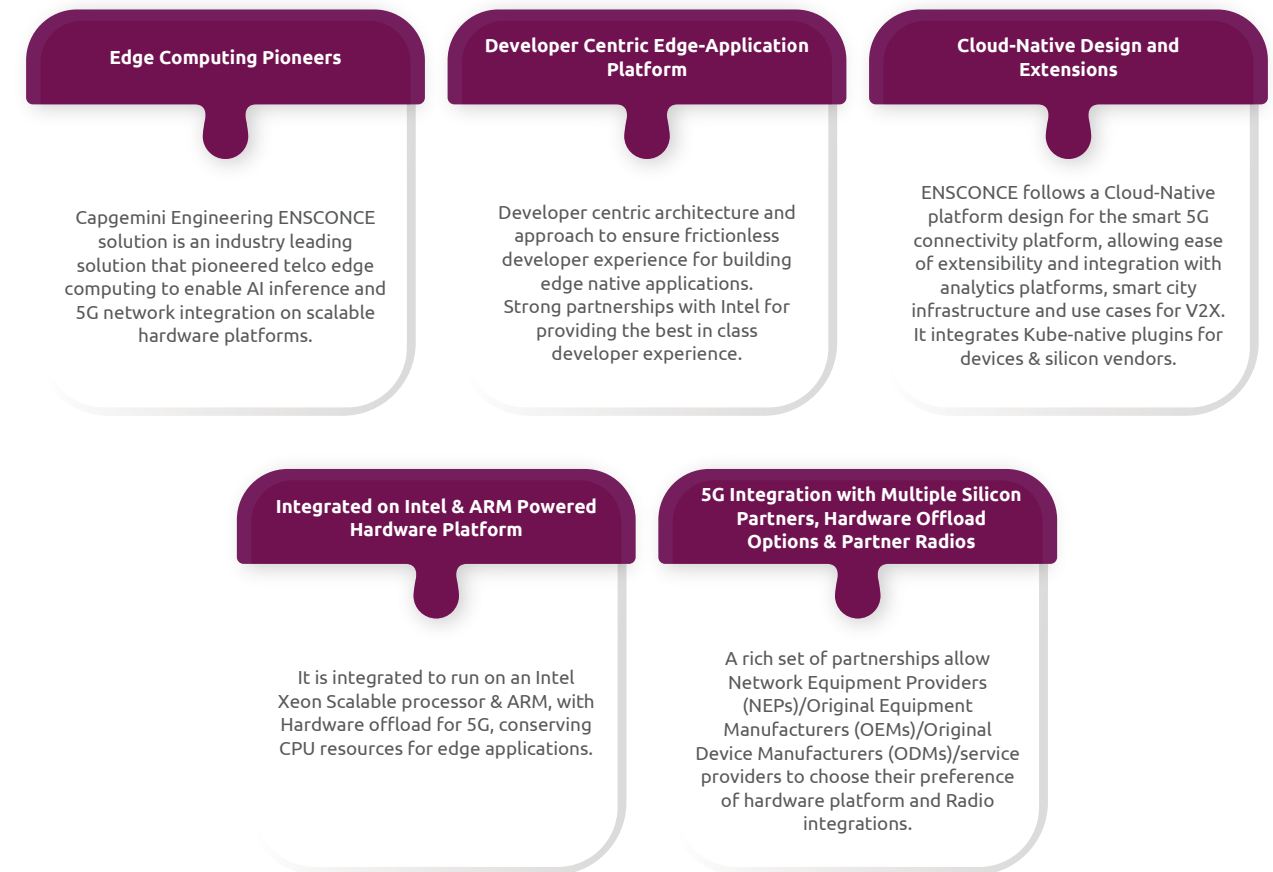 Edge Computing Pioneers
Capgemini Engineering ENSCONCE
solution is an industry leading
solution that pioneered telco edge
computing to enable AI inference and
5G network integration on scalable
hardware platforms.
Developer Centric Edge-Application
Platform
Developer centric architecture and
approach to ensure frictionless
developer experience for building
edge native applications.
Strong partnerships with Intel for
providing the best in class
developer experience.
Cloud-Native Design and
Extensions
ENSCONCE follows a Cloud-Native
platform design for the smart 5G
connectivity platform, allowing ease
of extensibility and integration with
analytics platforms, smart city
infrastructure and use cases for V2X.
It integrates Kube-native plugins for
devices & silicon vendors.
Integrated on Intel & ARM Powered
Hardware Platform
It is integrated to run on an Intel
Xeon Scalable processor & ARM, with
Hardware offload for 5G, conserving
CPU resources for edge applications.
5G Integration with Multiple Silicon
Partners, Hardware Offload
Options & Partner Radios
A rich set of partnerships allow
Network Equipment Providers
(NEPs)/Original Equipment
Manufacturers (OEMs)/Original
Device Manufacturers (ODMs)/service
providers to choose their preference
of hardware platform and Radio
integrations.